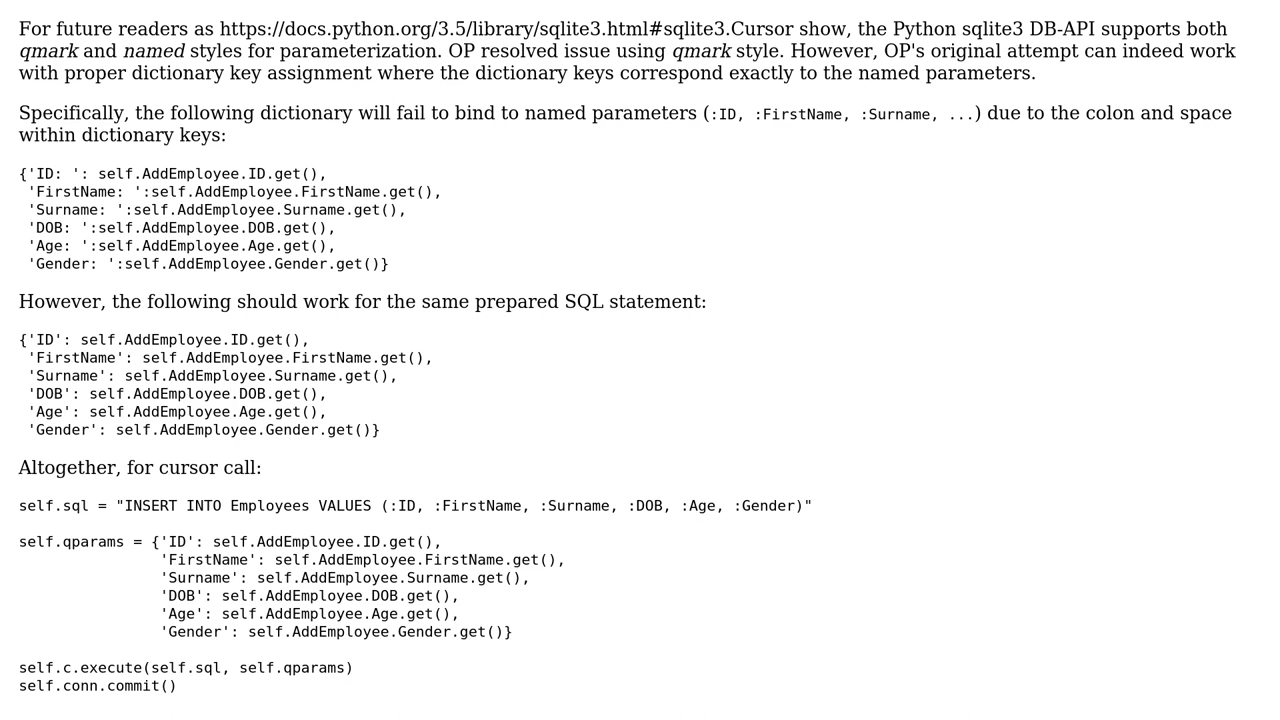 For future readers as https://docs.python.org/3.5/library/sqlite3.html#sqlite3.Cursor show, the Python sqlite3 DB-API supports both
qmark and named styles for parameterization. OP resolved issue using qmark style. However, OP's original attempt can indeed work
with proper dictionary key assignment where the dictionary keys correspond exactly to the named parameters.
Specifically, the following dictionary will fail to bind to named parameters (:ID, :FirstName, :Surname, ...) due to the colon and space
within dictionary keys:
{'ID: ': self.AddEmployee.ID.get(),
 'FirstName: ':self.AddEmployee.FirstName.get(),
 'Surname: ':self.AddEmployee.Surname.get(),
 'DOB: ':self.AddEmployee.DOB.get(),
 'Age: ':self.AddEmployee.Age.get(),
 'Gender: ':self.AddEmployee.Gender.get()}
However, the following should work for the same prepared SQL statement:
{'ID': self.AddEmployee.ID.get(),
 'FirstName': self.AddEmployee.FirstName.get(),
 'Surname': self.AddEmployee.Surname.get(),
 'DOB': self.AddEmployee.DOB.get(),
 'Age': self.AddEmployee.Age.get(),
 'Gender': self.AddEmployee.Gender.get()}
Altogether, for cursor call:
self.sql = "INSERT INTO Employees VALUES (:ID, :FirstName, :Surname, :DOB, :Age, :Gender)"
self.qparams = {'ID': self.AddEmployee.ID.get(),
                'FirstName': self.AddEmployee.FirstName.get(),
                'Surname': self.AddEmployee.Surname.get(),
                'DOB': self.AddEmployee.DOB.get(),
                'Age': self.AddEmployee.Age.get(),
                'Gender': self.AddEmployee.Gender.get()}
self.c.execute(self.sql, self.qparams)
self.conn.commit()